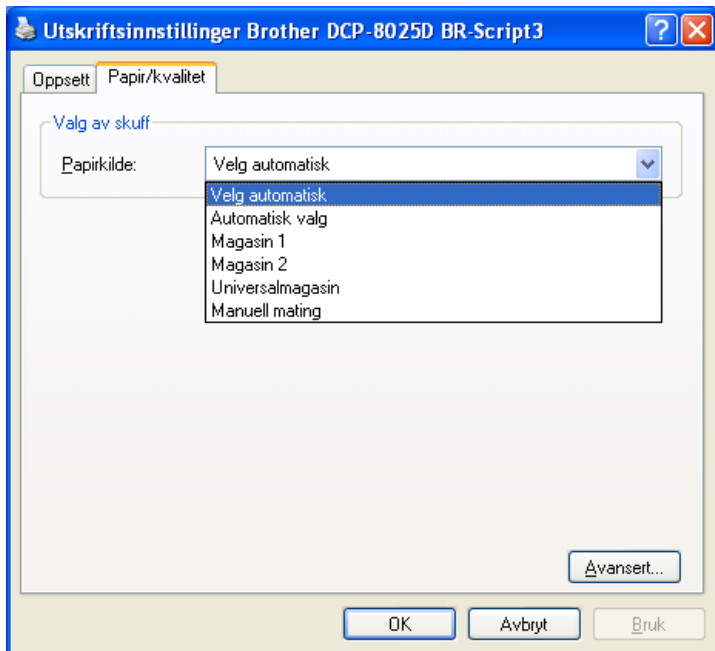 Utskriftsinnstillinger Brother DCP-8025D BR-Script3
Oppsett Papir/kvalitet
Valg av skuff
Papirkilde: Velg automatisk
Velg automatisk
Automatisk valg
Magasin 1
Magasin 2
Universalmagasin
Manuell mating
Avansert...
OK Avbryt Bruk